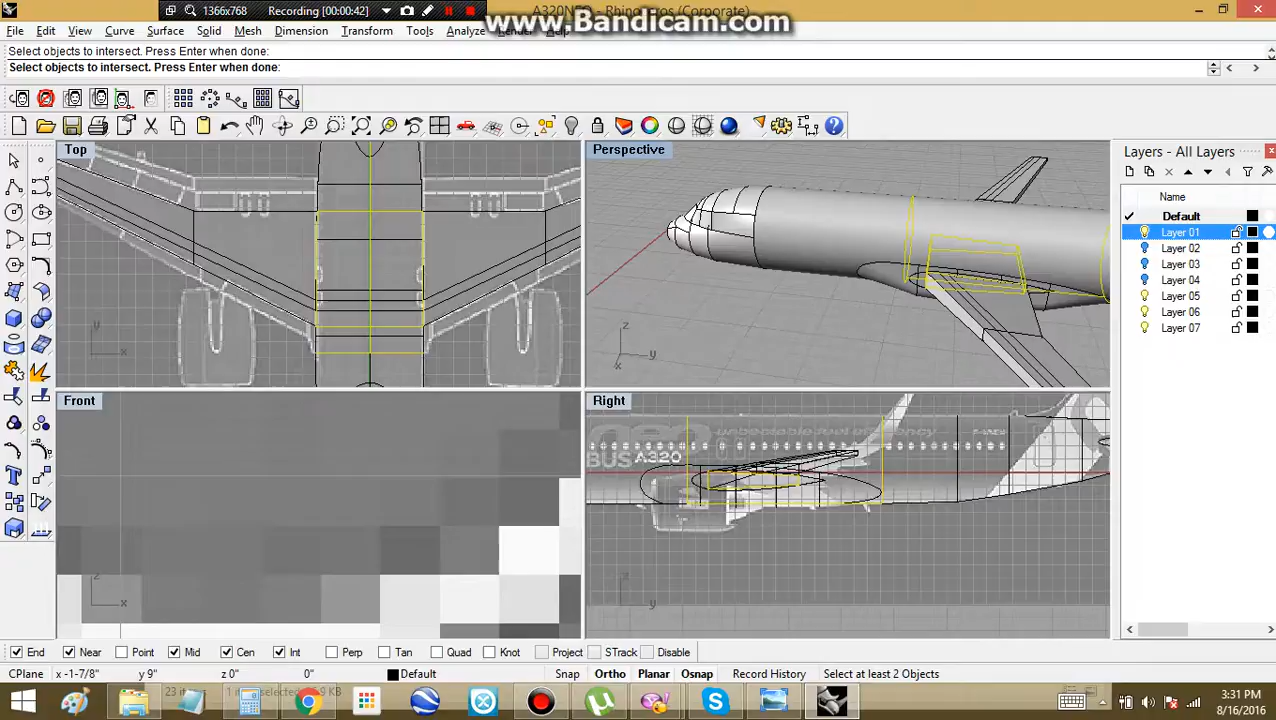 1366x768 Recording [00:00:42]
www.Bandicam.com
File Edit View Curve Surface Solid Mesh Dimension Transform Tools Analyze Render Help
Select objects to intersect. Press Enter when done:
Select objects to intersect. Press Enter when done:
Top
Perspective
Layers - All Layers
Name
Default
Layer 01
Layer 02
Layer 03
Layer 04
Layer 05
Layer 06
Layer 07
y
x
z
y
x
Front
Right
BUS A320
z
x
y
End Near Point Mid Cen Int Perp Tan Quad Knot Project STrack Disable
CPlane x -1-7/8" y 9" z 0" 0" Default Snap Ortho Planar Osnap Record History Select at least 2 Objects
3:31 PM
8/16/2016